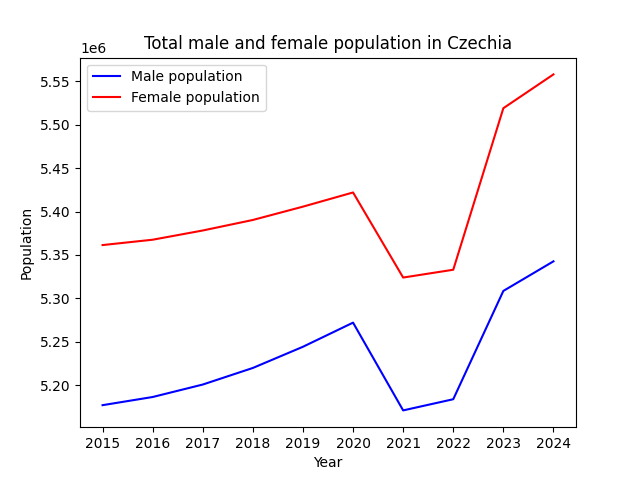 Total male and female population in Czechia
1e6
Male population
Female population
5.55
5.50
5.45
5.40
5.35
5.30
5.25
5.20
Population
2015 2016 2017 2018 2019 2020 2021 2022 2023 2024
Year